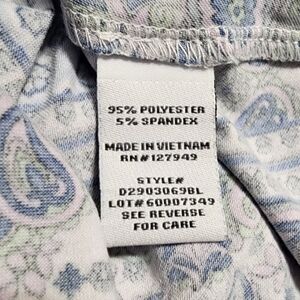 95% POLYESTER
5% SPANDEX
MADE IN VIETNAM
RN#127949
STYLE#
D2903069BL
LOT#60007349
SEE REVERSE
FOR CARE